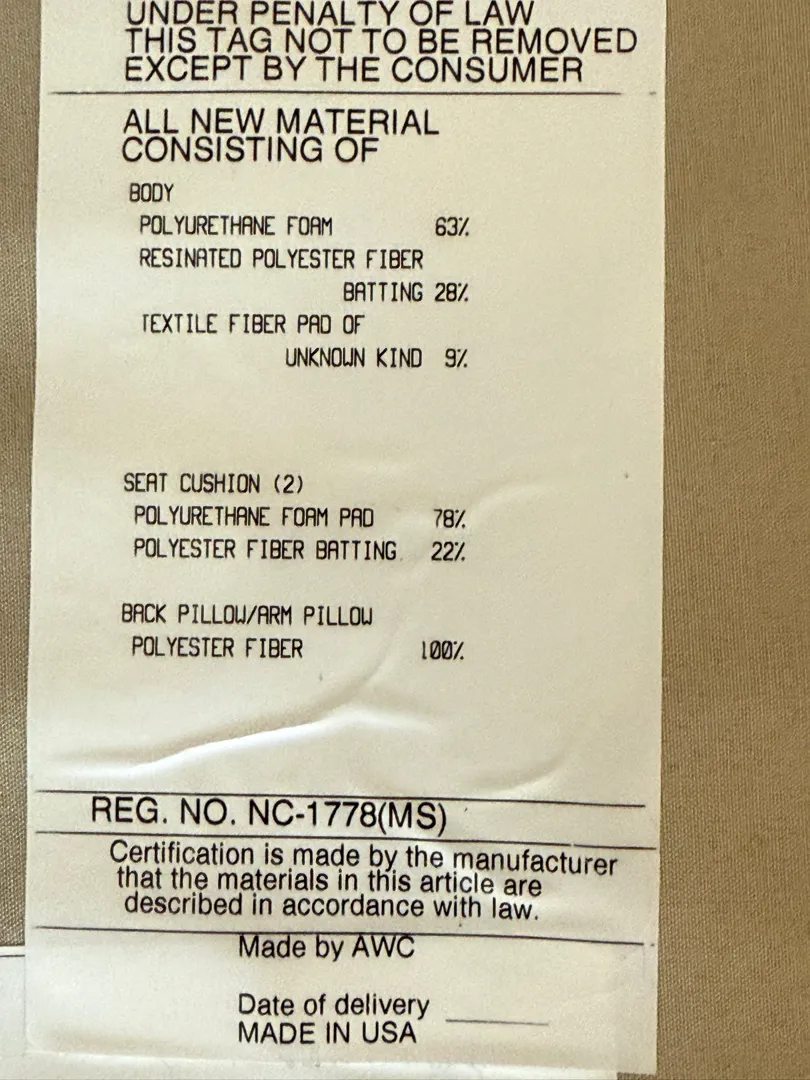 UNDER PENALTY OF LAW
THIS TAG NOT TO BE REMOVED
EXCEPT BY THE CONSUMER
ALL NEW MATERIAL
CONSISTING OF
BODY
POLYURETHANE FOAM 63%
RESINATED POLYESTER FIBER
BATTING 28%
TEXTILE FIBER PAD OF
UNKNOWN KIND 9%
SEAT CUSHION (2)
POLYURETHANE FOAM PAD 78%
POLYESTER FIBER BATTING 22%
BACK PILLOW/ARM PILLOW
POLYESTER FIBER 100%
REG. NO. NC-1778(MS)
Certification is made by the manufacturer
that the materials in this article are
described in accordance with law.
Made by AWC
Date of delivery
MADE IN USA